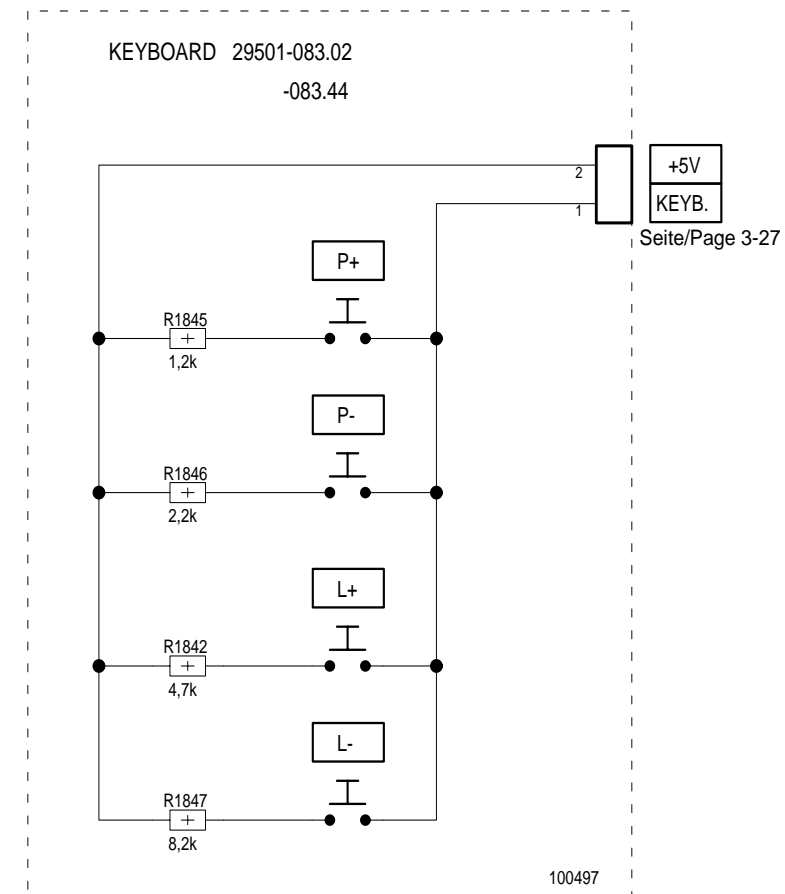 KEYBOARD 29501-083.02
-083.44
2
+5V
1
KEYB.
Seite/Page 3-27
P+
R1845
1,2k
P-
R1846
2,2k
L+
R1842
4,7k
L-
R1847
8,2k
100497